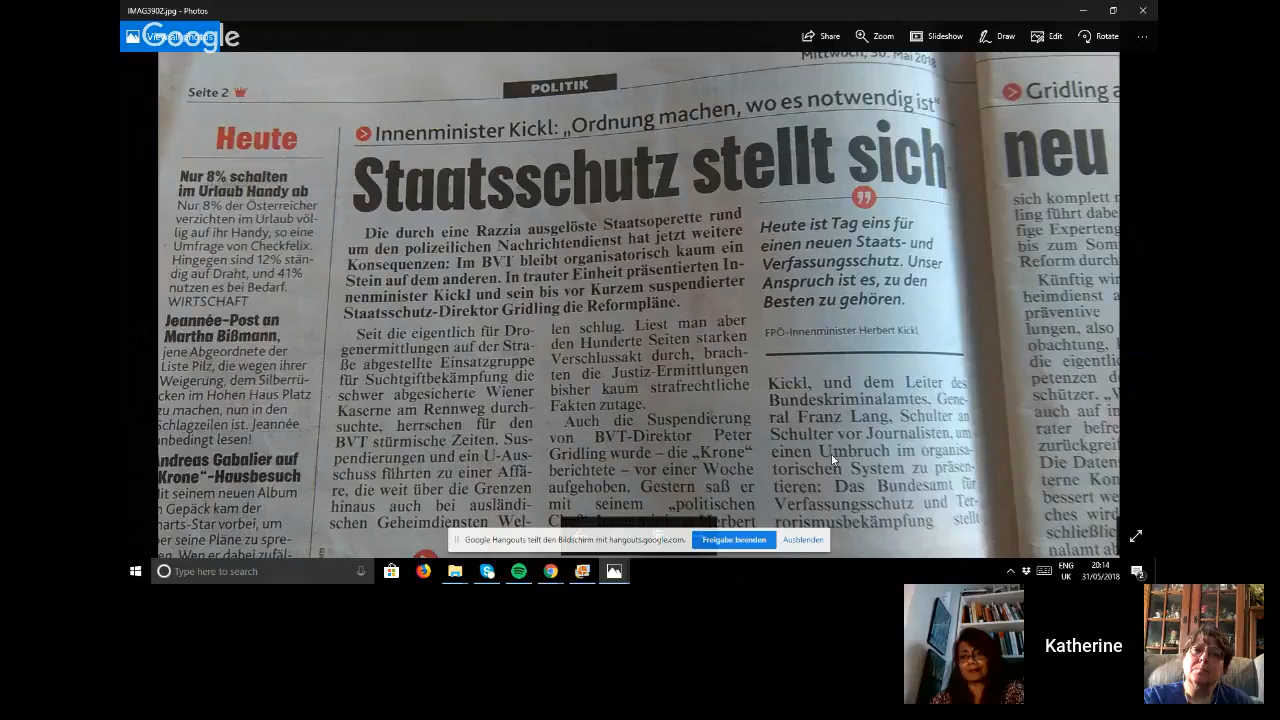 IMAG3902.jpg - Photos
Google
Share
Zoom
Slideshow
Draw
Edit
Rotate
Mittwoch, 30. Mai 2018
Seite 2
POLITIK
Heute
Nur 8% schalten
im Urlaub Handy ab
Nur 8% der Österreicher
verzichten im Urlaub völ-
lig auf ihr Handy, so eine
Umfrage von Checkfelix.
Hingegen sind 12% stän-
dig auf Draht, und 41%
nutzen es bei Bedarf.
WIRTSCHAFT
Jeannée-Post an
Martha Bißmann,
jene Abgeordnete der
Liste Pilz, die wegen ihrer
Weigerung, dem Silberrü-
cken im Hohen Haus Platz
zu machen, nun in den
Schlagzeilen ist. Jeannée
unbedingt lesen!
Andreas Gabalier auf
"Krone"-Hausbesuch
Mit seinem neuen Album
im Gepäck kam der
Charts-Star vorbei, um
über seine Pläne zu spre-
Wen er dabei
Innenminister Kickl: „Ordnung machen, wo es notwendig ist“
Staatsschutz stellt sich
Die durch eine Razzia ausgelöste Staatsoperette rund
um den polizeilichen Nachrichtendienst hat jetzt weitere
Konsequenzen: Im BVT bleibt organisatorisch kaum ein
Stein auf dem anderen. In trauter Einheit präsentierten In-
nenminister Kickl und sein bis vor Kurzem suspendierter
Staatsschutz-Direktor Gridling die Reformpläne.
Seit die eigentlich für Dro-
genermittlungen auf der Stra-
ße abgestellte Einsatzgruppe
für Suchtgiftbekämpfung die
schwer abgesicherte Wiener
Kaserne am Rennweg durch-
suchte, herrschen für den
BVT stürmische Zeiten. Sus-
pendierungen und ein U-Aus-
schuss führten zu einer Affä-
re, die weit über die Grenzen
hinaus auch bei ausländi-
schen Geheimdiensten Wel-
len schlug. Liest man aber
den Hunderte Seiten starken
Verschlussakt durch, brach-
ten die Justiz-Ermittlungen
bisher kaum strafrechtliche
Fakten zutage.
Auch die Suspendierung
von BVT-Direktor Peter
Gridling wurde – die „Krone“
berichtete – vor einer Woche
aufgehoben. Gestern saß er
mit seinem „politischen
Heute ist Tag eins für
einen neuen Staats- und
Verfassungsschutz. Unser
Anspruch ist es, zu den
Besten zu gehören.
FPÖ-Innenminister Herbert Kickl
Kickl, und dem Leiter des
Bundeskriminalamtes, Gene-
ral Franz Lang, Schulter an
Schulter vor Journalisten, um
einen Umbruch im organisa-
torischen System zu präsen-
tieren: Das Bundesamt für
Verfassungsschutz und Ter-
rorismusbekämpfung stellt
Gridling
neu
sich komplett
ling führt dabe
fige Experten
bis zum Som
Reform durch
Künftig wir
heimdienst a
präventive
lungen, also
obachtung,
die eigentlic
petenzen de
schützer.
auch auf in
rater befre
zurückgreif
Die Daten
terne Kon
bessert we
ches wird
schließlic
nalamt ab
Google Hangouts teilt den Bildschirm mit hangouts.google.com.
Freigabe beenden
Ausblenden
Type here to search
ENG
UK
20:14
31/05/2018
2
Katherine